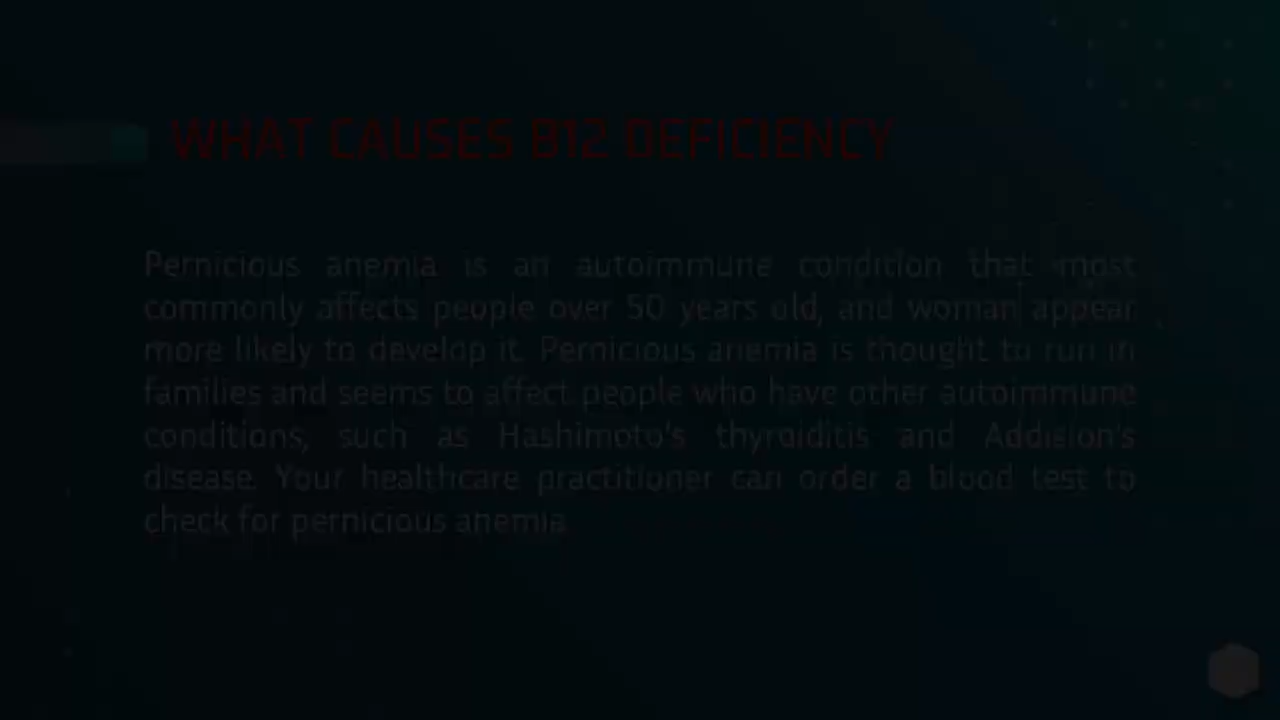 WHAT CAUSES B12 DEFICIENCY
Pernicious anemia is an autoimmune condition that most
commonly affects people over 50 years old, and woman appear
more likely to develop it. Pernicious anemia is thought to run in
families and seems to affect people who have other autoimmune
conditions, such as Hashimoto's thyroiditis and Addision's
disease. Your healthcare practitioner can order a blood test to
check for pernicious anemia.